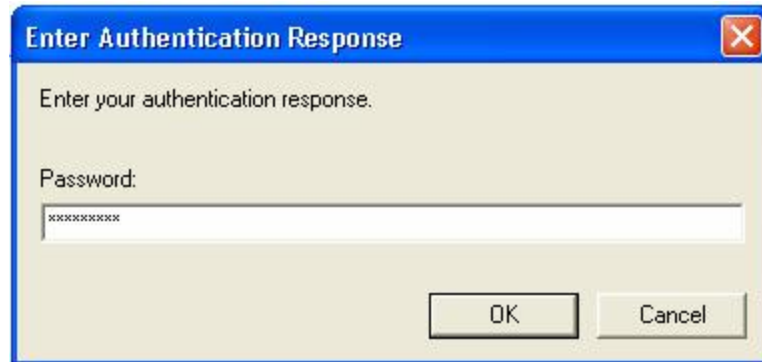 Enter Authentication Response
Enter your authentication response.
Password:
×××××××××
OK
Cancel